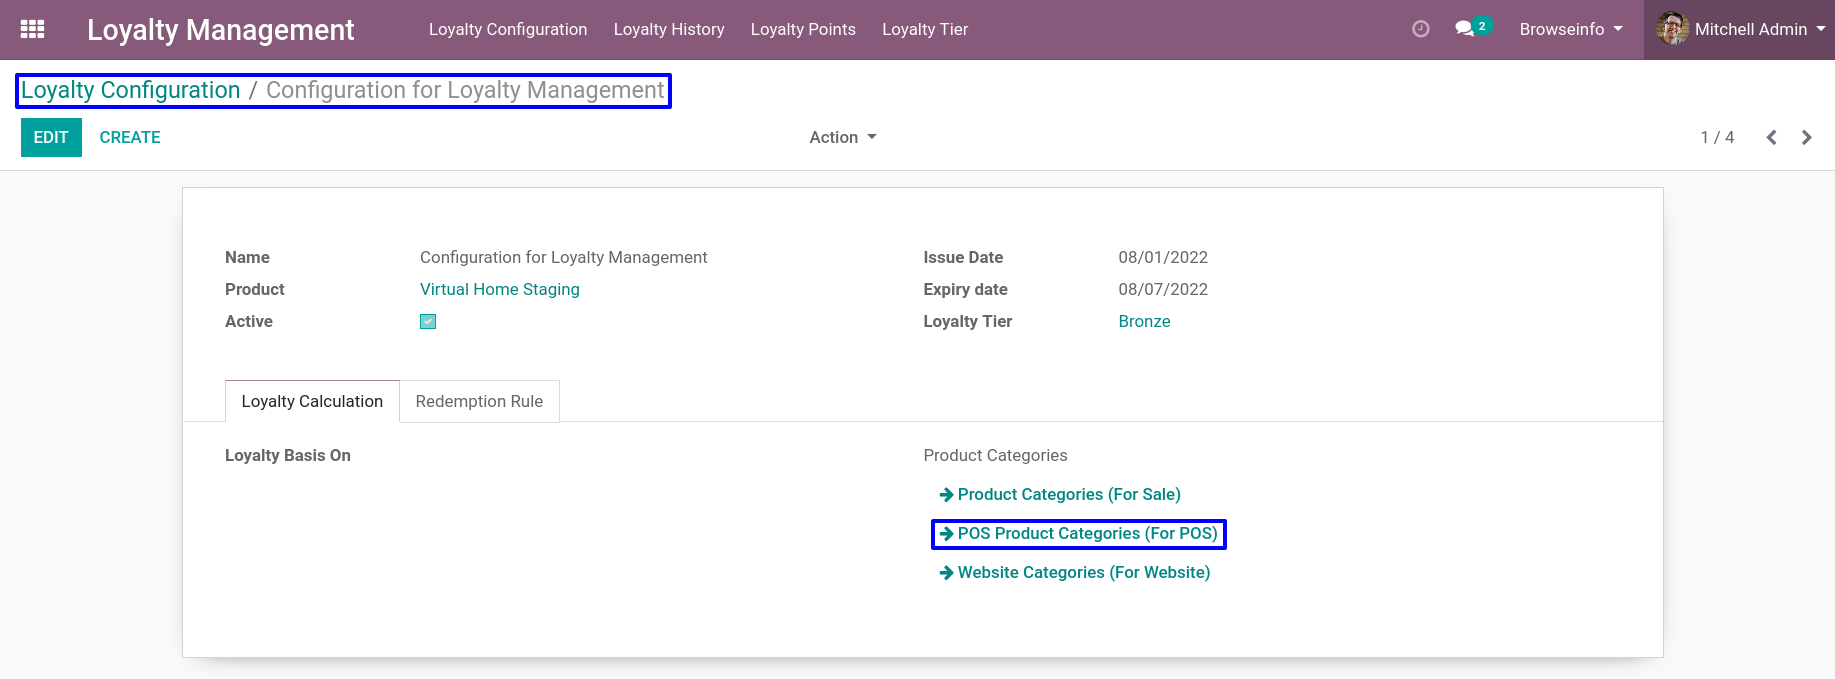 Loyalty Management Loyalty Configuration Loyalty History Loyalty Points Loyalty Tier 2 Browseinfo Mitchell Admin
Loyalty Configuration / Configuration for Loyalty Management
EDIT CREATE Action 1 / 4
Name Configuration for Loyalty Management Issue Date 08/01/2022
Product Virtual Home Staging Expiry date 08/07/2022
Active Loyalty Tier Bronze
Loyalty Calculation Redemption Rule
Loyalty Basis On Product Categories
Product Categories (For Sale)
POS Product Categories (For POS)
Website Categories (For Website)